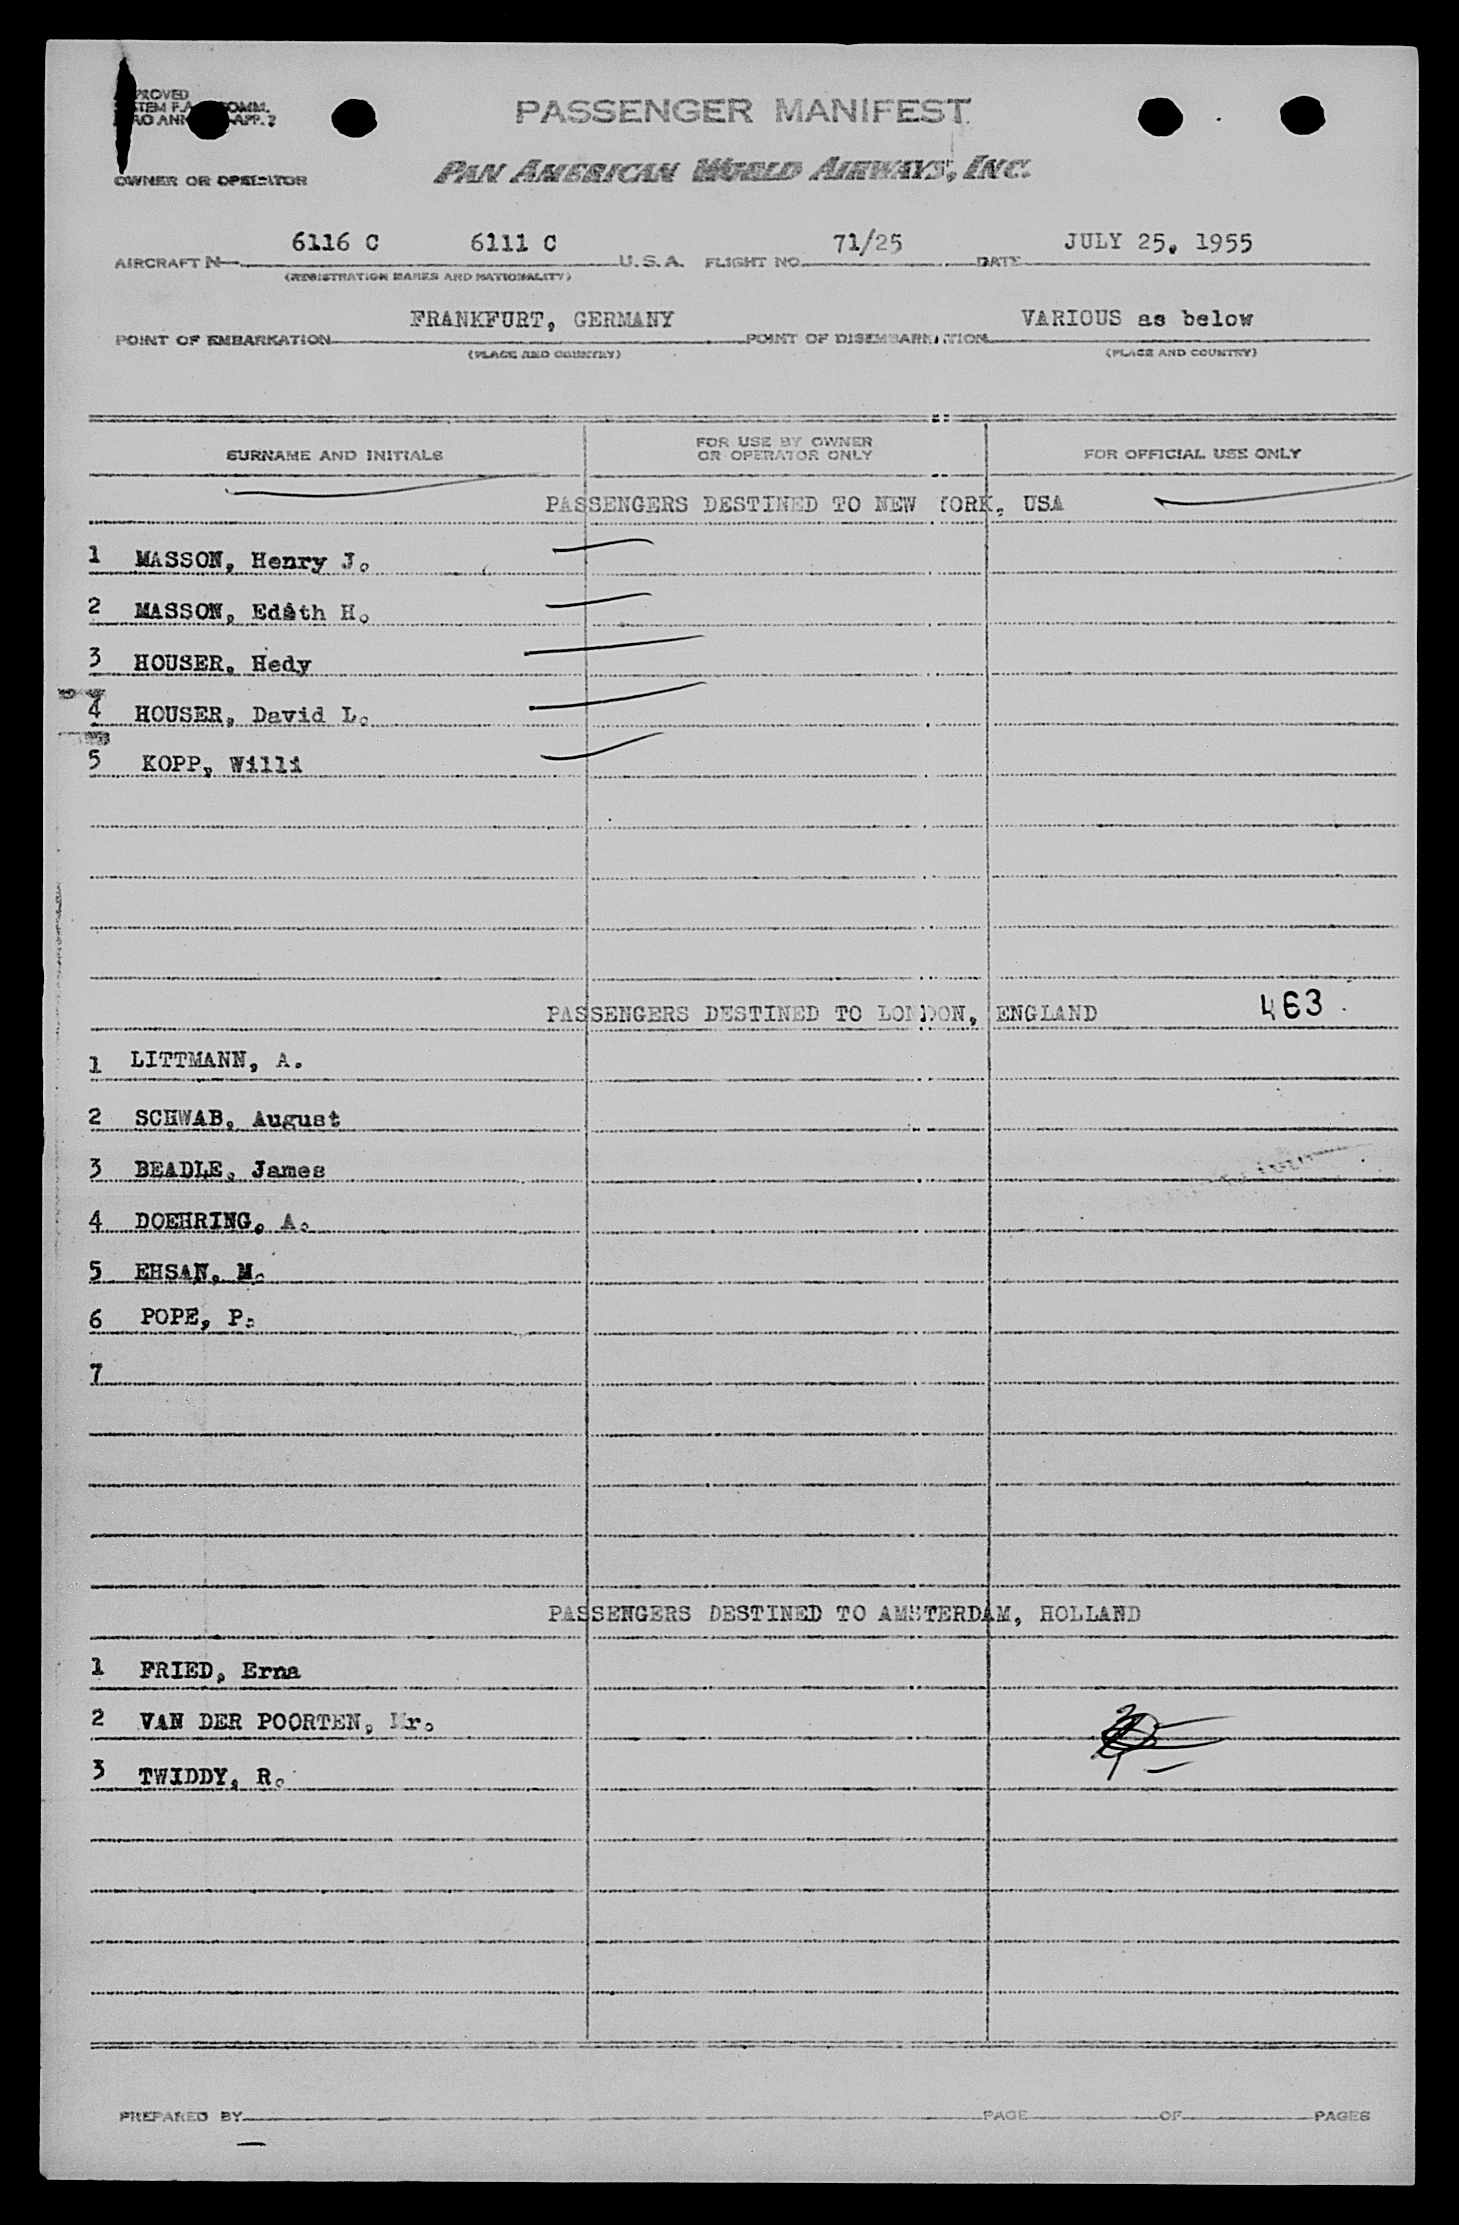 PASSENGER MANIFEST
PAN AMERICAN WORLD AIRWAYS, INC.
OWNER OR OPERATOR
6116 C 6111 C 71/25 JULY 25, 1955
AIRCRAFT N U.S.A. FLIGHT NO. DATE
(REGISTRATION MARKS AND NATIONALITY)
FRANKFURT, GERMANY VARIOUS as below
POINT OF EMBARKATION POINT OF DISEMBARKATION
(PLACE AND COUNTRY) (PLACE AND COUNTRY)
SURNAME AND INITIALS FOR USE BY OWNER OR OPERATOR ONLY FOR OFFICIAL USE ONLY
PASSENGERS DESTINED TO NEW YORK, USA
1 MASSON, Henry J.
2 MASSON, Edith H.
3 HOUSER, Hedy
4 HOUSER, David L.
5 KOPP, Willi
PASSENGERS DESTINED TO LONDON, ENGLAND 463
1 LITTMANN, A.
2 SCHWAB, August
3 BEADLE, James
4 DOEHRING, A.
5 EHSAN, M.
6 POPE, P.
7
PASSENGERS DESTINED TO AMSTERDAM, HOLLAND
1 FRIED, Erna
2 VAN DER POORTEN, Mr.
3 TWIDDY, R.
PREPARED BY PAGE OF PAGES